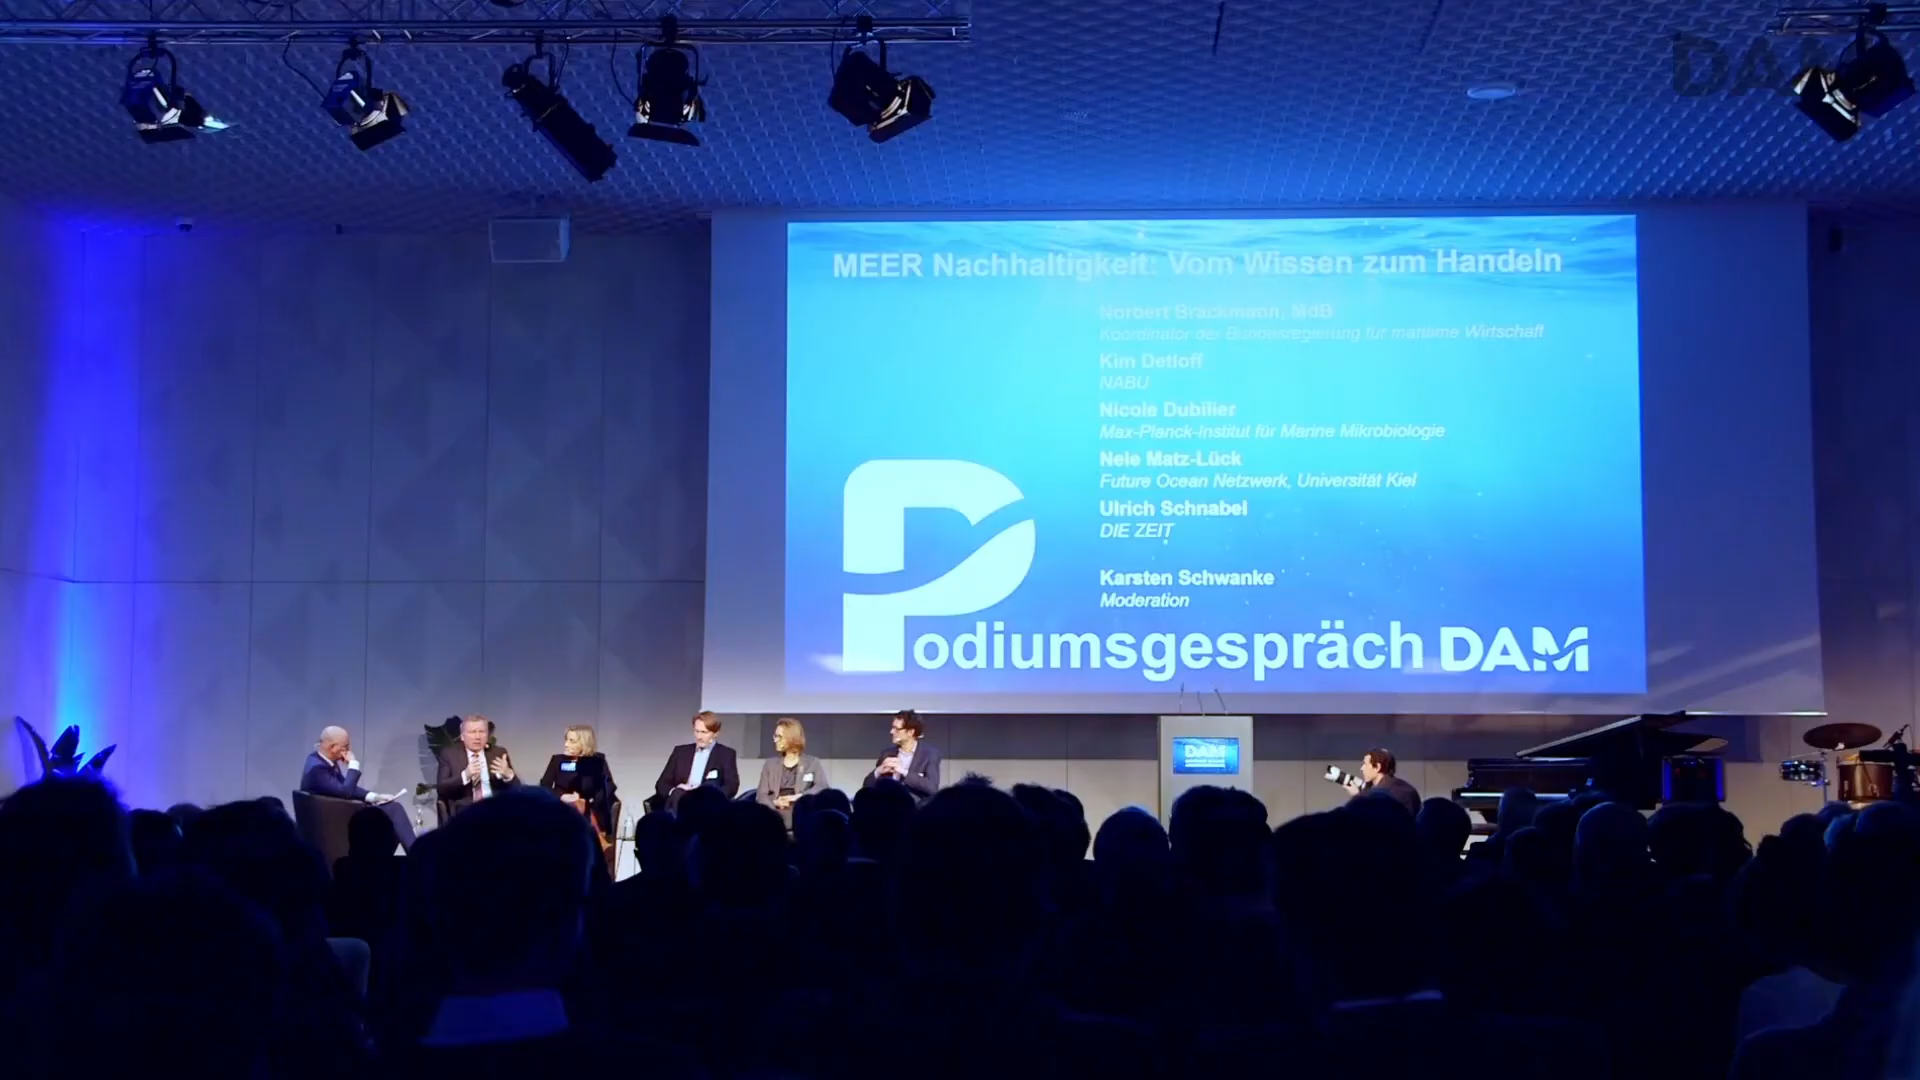 DAM
MEER Nachhaltigkeit: Vom Wissen zum Handeln
Norbert Brackmann, MdB
Koordinator der Bundesregierung für maritime Wirtschaft
Kim Detloff
NABU
Nicole Dubilier
Max-Planck-Institut für Marine Mikrobiologie
Nele Matz-Lück
Future Ocean Netzwerk, Universität Kiel
Ulrich Schnabel
DIE ZEIT
Karsten Schwanke
Moderation
Podiumsgespräch DAM
DAM